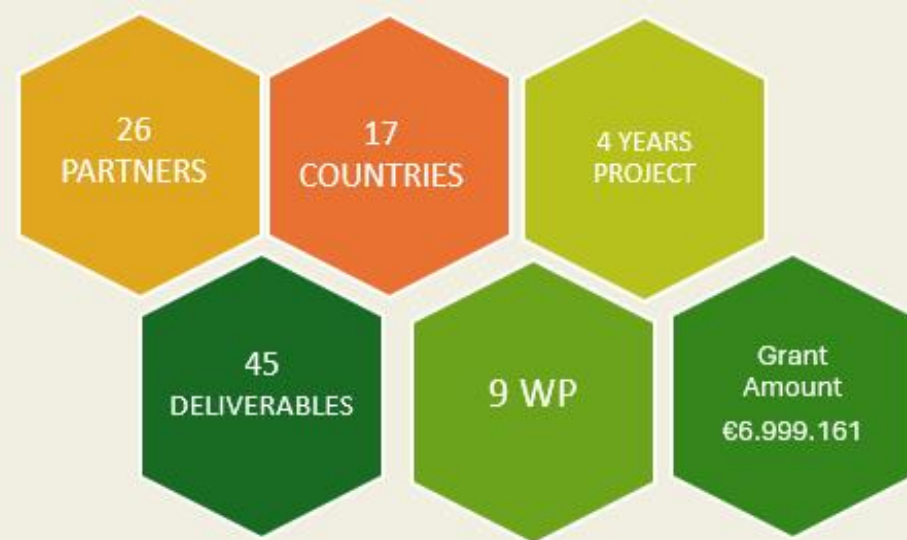 26
PARTNERS
17
COUNTRIES
4 YEARS
PROJECT
45
DELIVERABLES
9 WP
Grant
Amount
€6.999.161